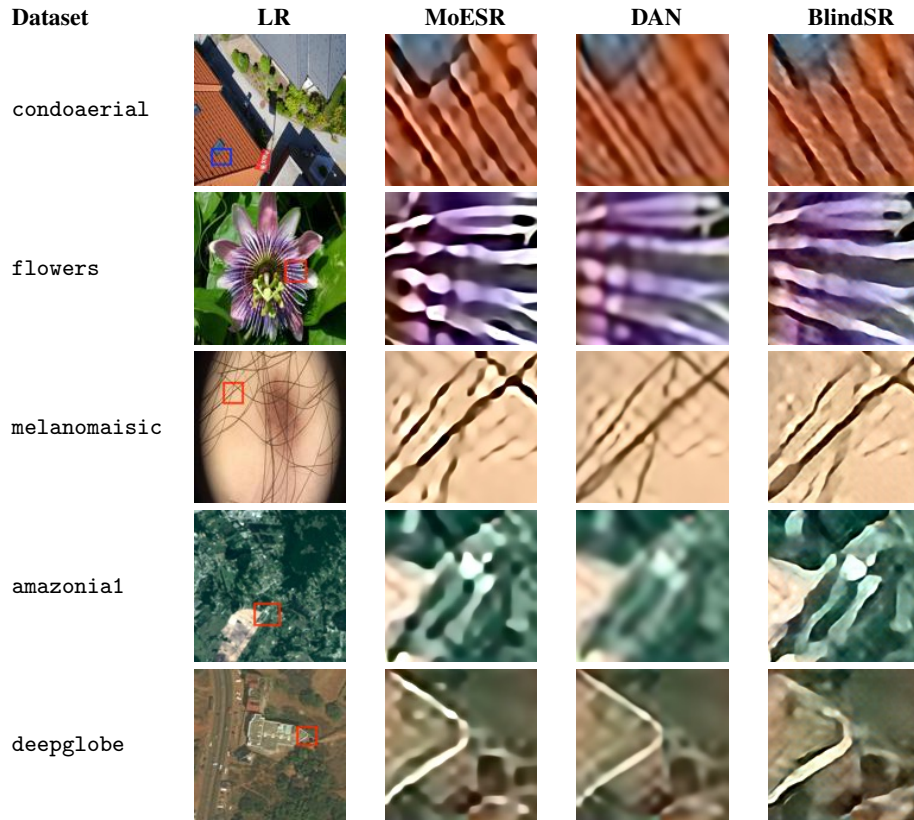 Dataset LR MoESR DAN BlindSR
condoaerial
flowers
melanomaisic
amazonia1
deepglobe